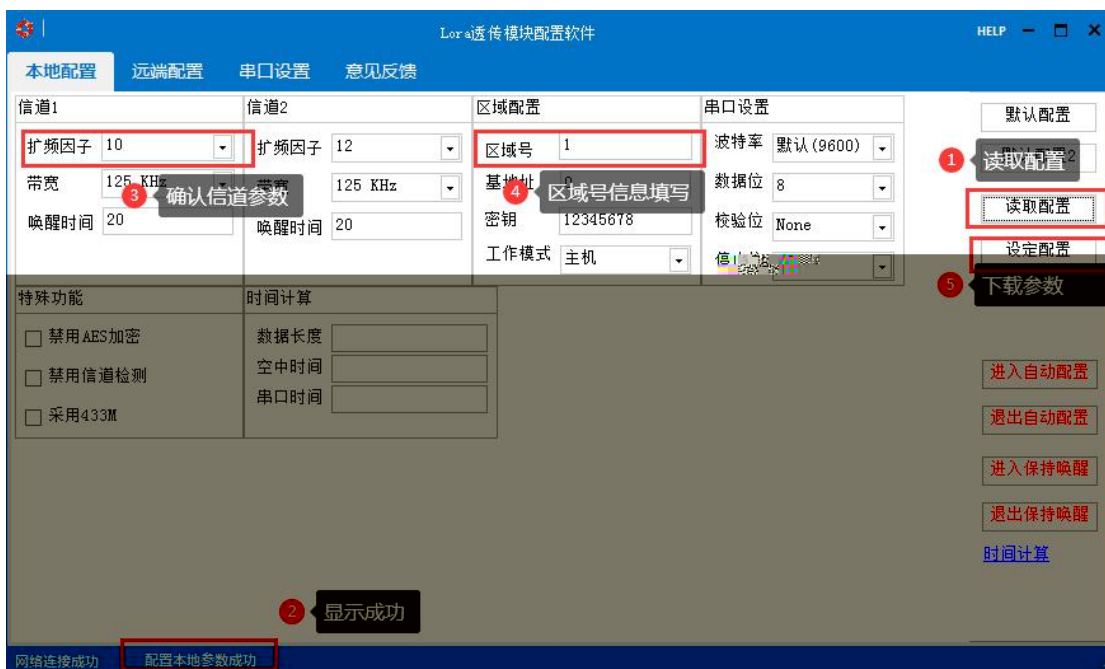 Lora透传模块配置软件
HELP
本地配置 远端配置 串口设置 意见反馈
信道1
扩频因子 10
带宽 125 KHz
唤醒时间 20
3 确认信道参数
信道2
扩频因子 12
125 KHz
唤醒时间 20
区域配置
区域号 1
基地址
4 区域号信息填写
密钥 12345678
工作模式 主机
串口设置
波特率 默认(9600)
数据位 8
校验位 None
默认配置
1 读取配置
读取配置
设定配置
5 下载参数
特殊功能
禁用AES加密
禁用信道检测
采用433M
时间计算
数据长度
空中时间
串口时间
进入自动配置
退出自动配置
进入保持唤醒
退出保持唤醒
时间计算
2 显示成功
网络连接成功 配置本地参数成功